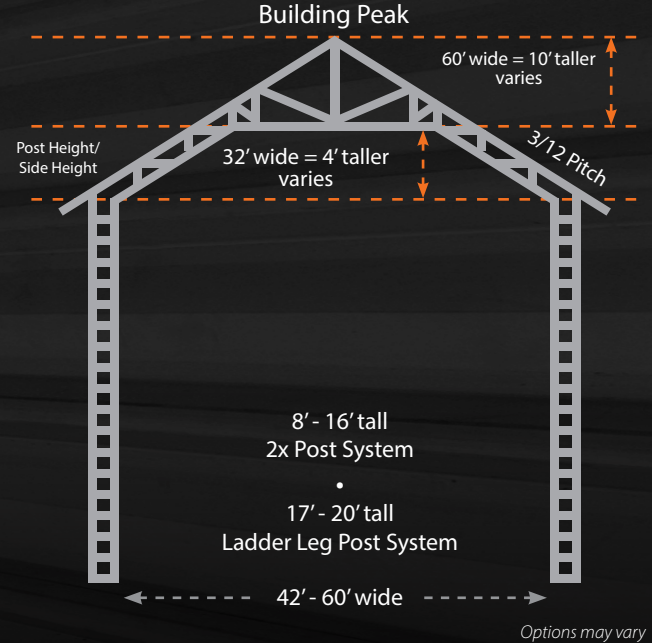 Building Peak
60' wide = 10' taller
varies
Post Height/
Side Height
32' wide = 4' taller
varies
3/12 Pitch
8' - 16' tall
2x Post System
•
17' - 20' tall
Ladder Leg Post System
42' - 60' wide
Options may vary